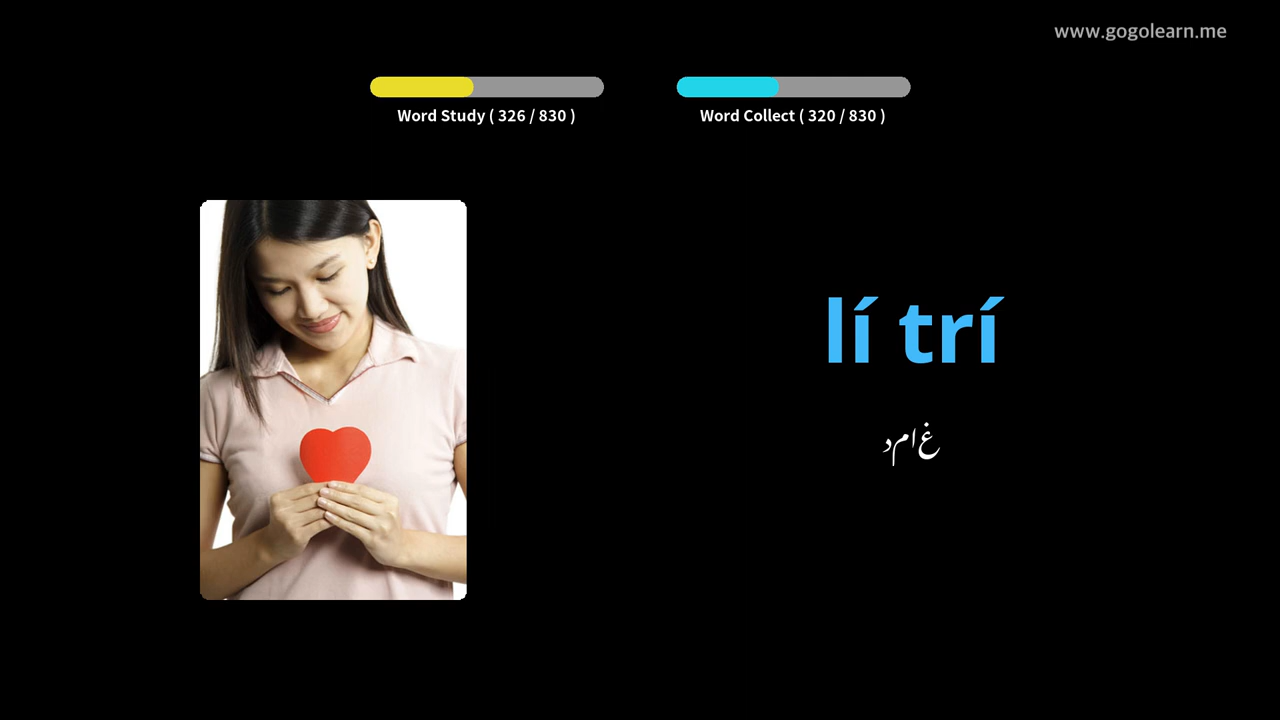 www.gogolearn.me
Word Study ( 326 / 830 )
Word Collect ( 320 / 830 )
lí trí
دماغ